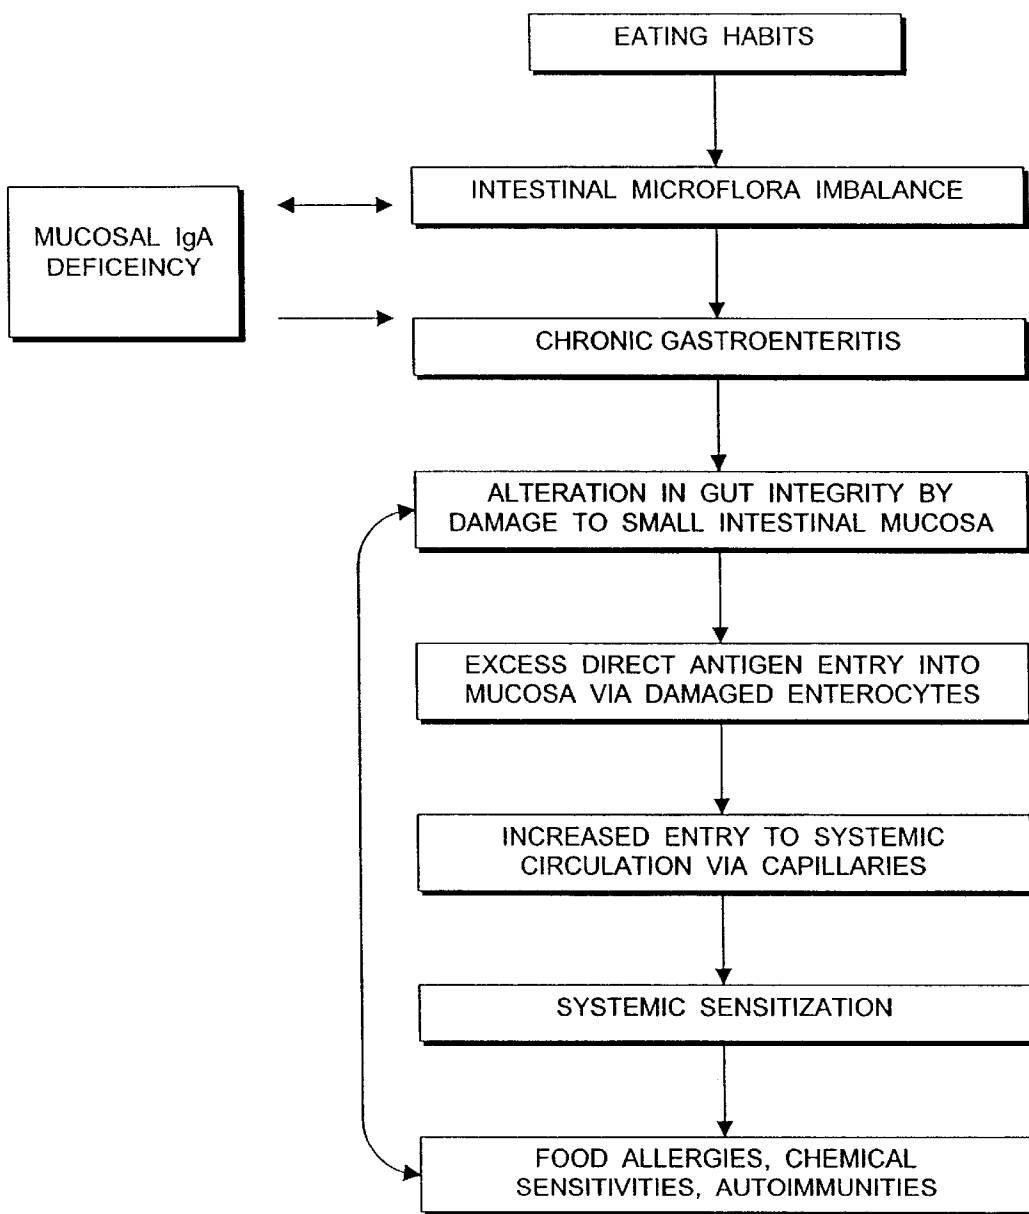 EATING HABITS
INTESTINAL MICROFLORA IMBALANCE
MUCOSAL IgA
DEFICEINCY
CHRONIC GASTROENTERITIS
ALTERATION IN GUT INTEGRITY BY
DAMAGE TO SMALL INTESTINAL MUCOSA
EXCESS DIRECT ANTIGEN ENTRY INTO
MUCOSA VIA DAMAGED ENTEROCYTES
INCREASED ENTRY TO SYSTEMIC
CIRCULATION VIA CAPILLARIES
SYSTEMIC SENSITIZATION
FOOD ALLERGIES, CHEMICAL
SENSITIVITIES, AUTOIMMUNITIES